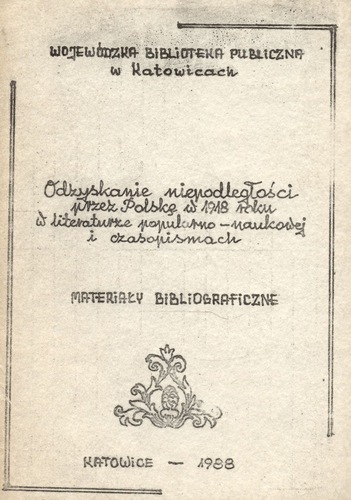 WOJEWÓDZKA BIBLIOTEKA PUBLICZNA
w Katowicach
Odzyskanie niepodległości
przez Polskę w 1918 roku
w literaturze popularno-naukowej
i czasopismach
MATERIAŁY BIBLIOGRAFICZNE
KATOWICE - 1988